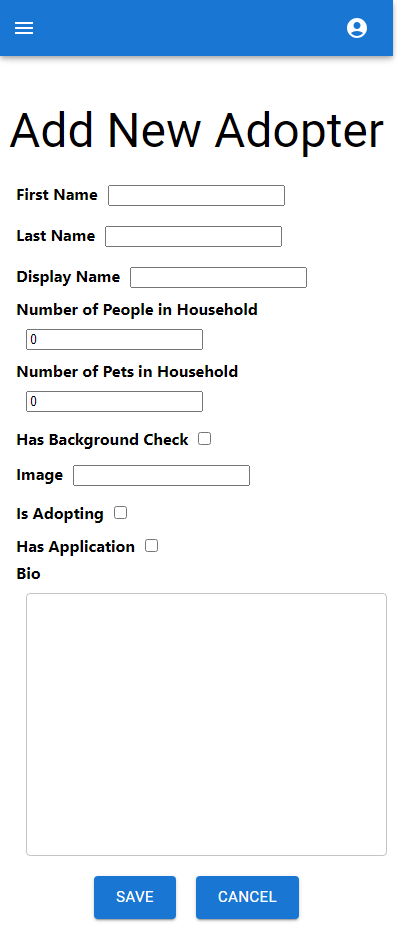 Add New Adopter
First Name
Last Name
Display Name
Number of People in Household
0
Number of Pets in Household
0
Has Background Check
Image
Is Adopting
Has Application
Bio
SAVE CANCEL